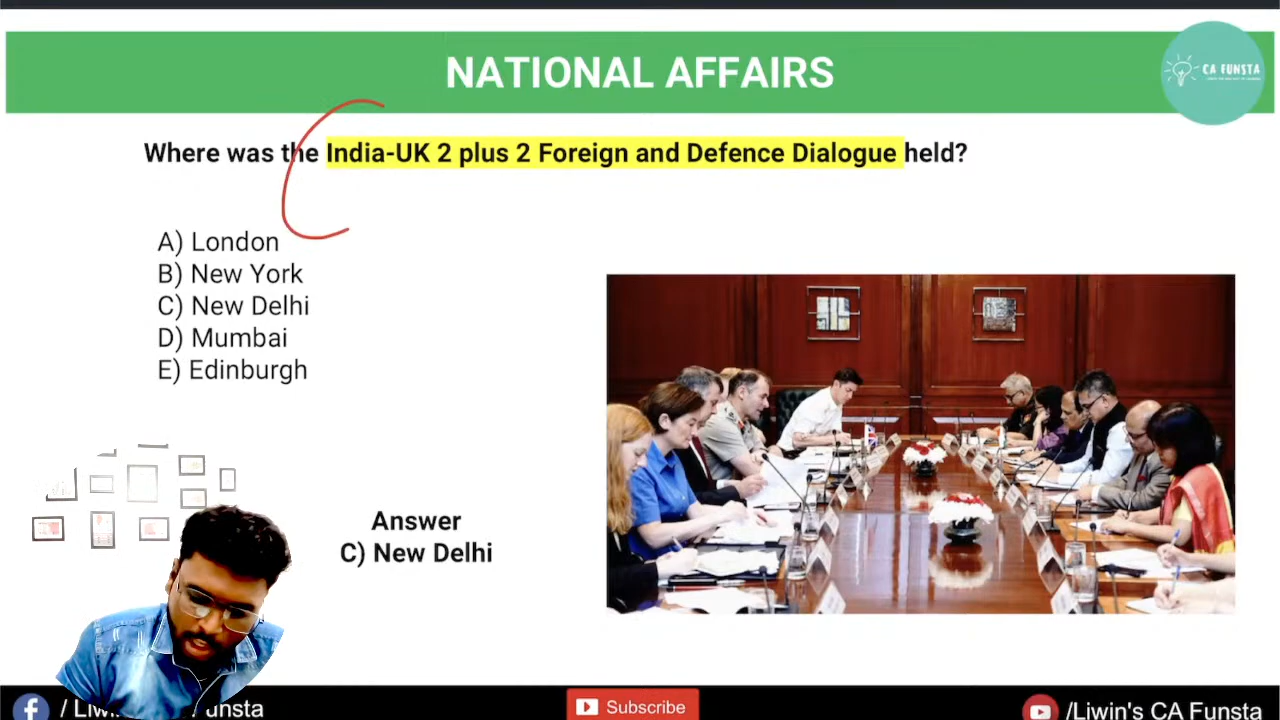 NATIONAL AFFAIRS
CA FUNSTA
Where was the India-UK 2 plus 2 Foreign and Defence Dialogue held?
A) London
B) New York
C) New Delhi
D) Mumbai
E) Edinburgh
Answer
C) New Delhi
Subscribe
/Liwin's CA Funsta